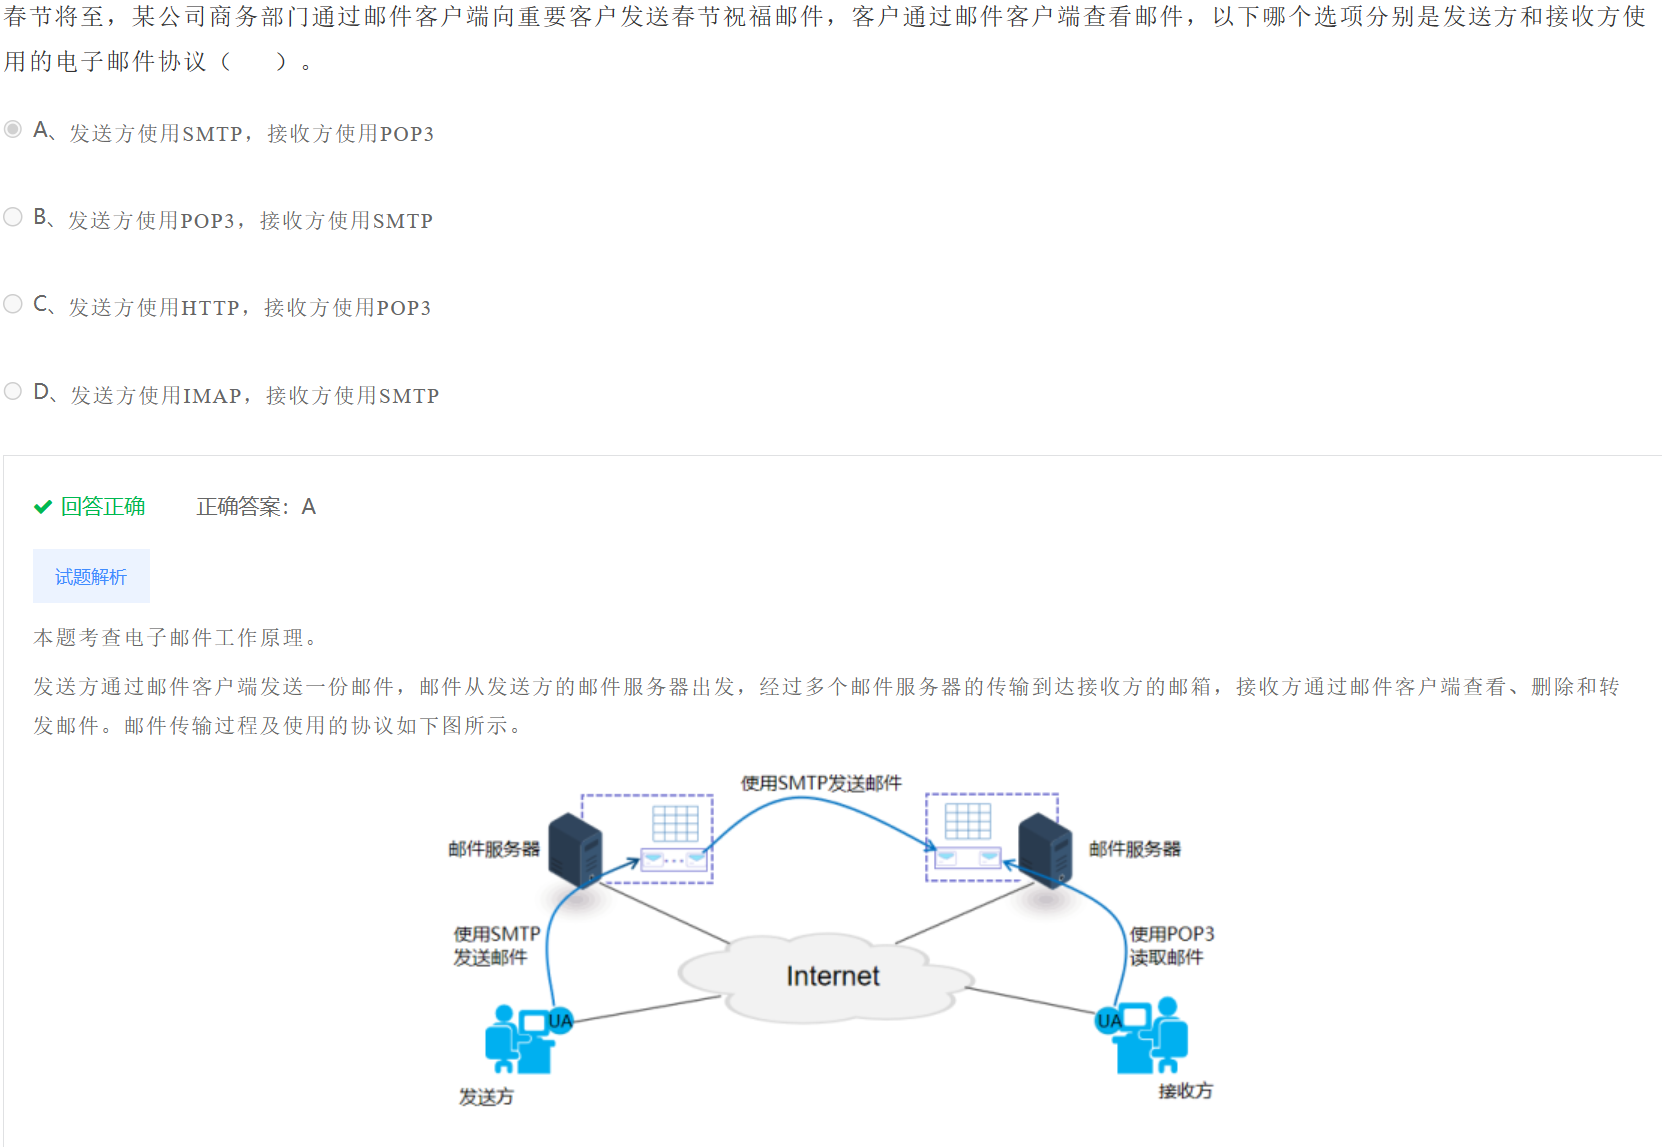 春节将至，某公司商务部门通过邮件客户端向重要客户发送春节祝福邮件，客户通过邮件客户端查看邮件，以下哪个选项分别是发送方和接收方使
用的电子邮件协议（　　）。
A、发送方使用SMTP，接收方使用POP3
B、发送方使用POP3，接收方使用SMTP
C、发送方使用HTTP，接收方使用POP3
D、发送方使用IMAP，接收方使用SMTP
回答正确　正确答案：A
试题解析
本题考查电子邮件工作原理。
发送方通过邮件客户端发送一份邮件，邮件从发送方的邮件服务器出发，经过多个邮件服务器的传输到达接收方的邮箱，接收方通过邮件客户端查看、删除和转
发邮件。邮件传输过程及使用的协议如下图所示。
使用SMTP发送邮件
邮件服务器
邮件服务器
使用SMTP
发送邮件
使用POP3
读取邮件
Internet
UA
UA
发送方
接收方